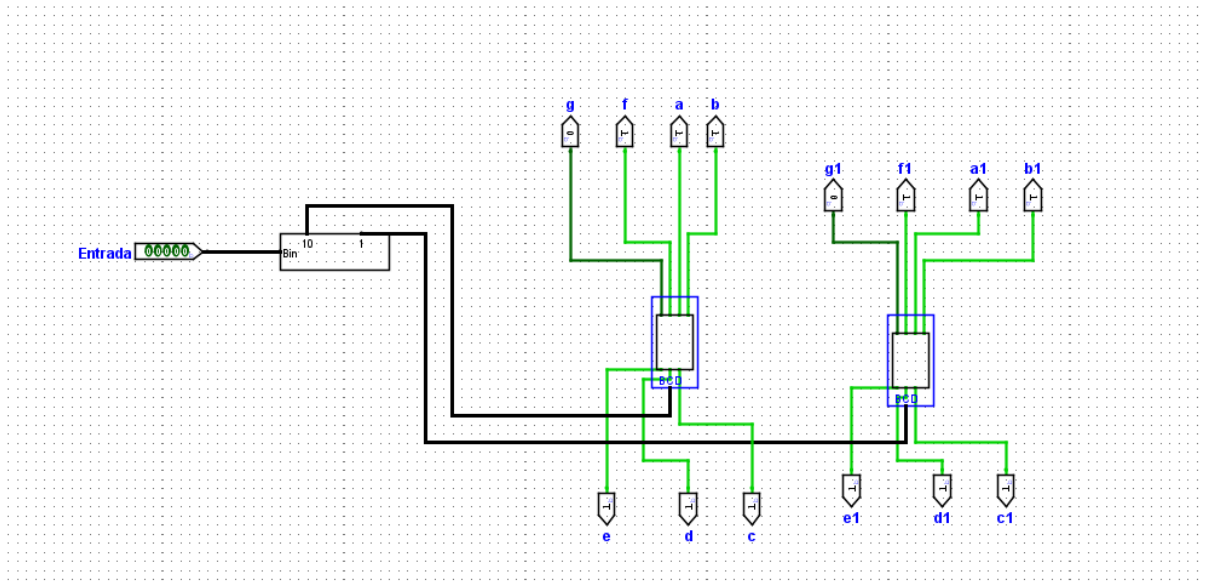 g f a b
0 1 1 1
g1 f1 a1 b1
0 1 1 1
Entrada 00000
10 1
Bin
BCD
BCD
1 1 1
e1 d1 c1
1 1 1
e d c